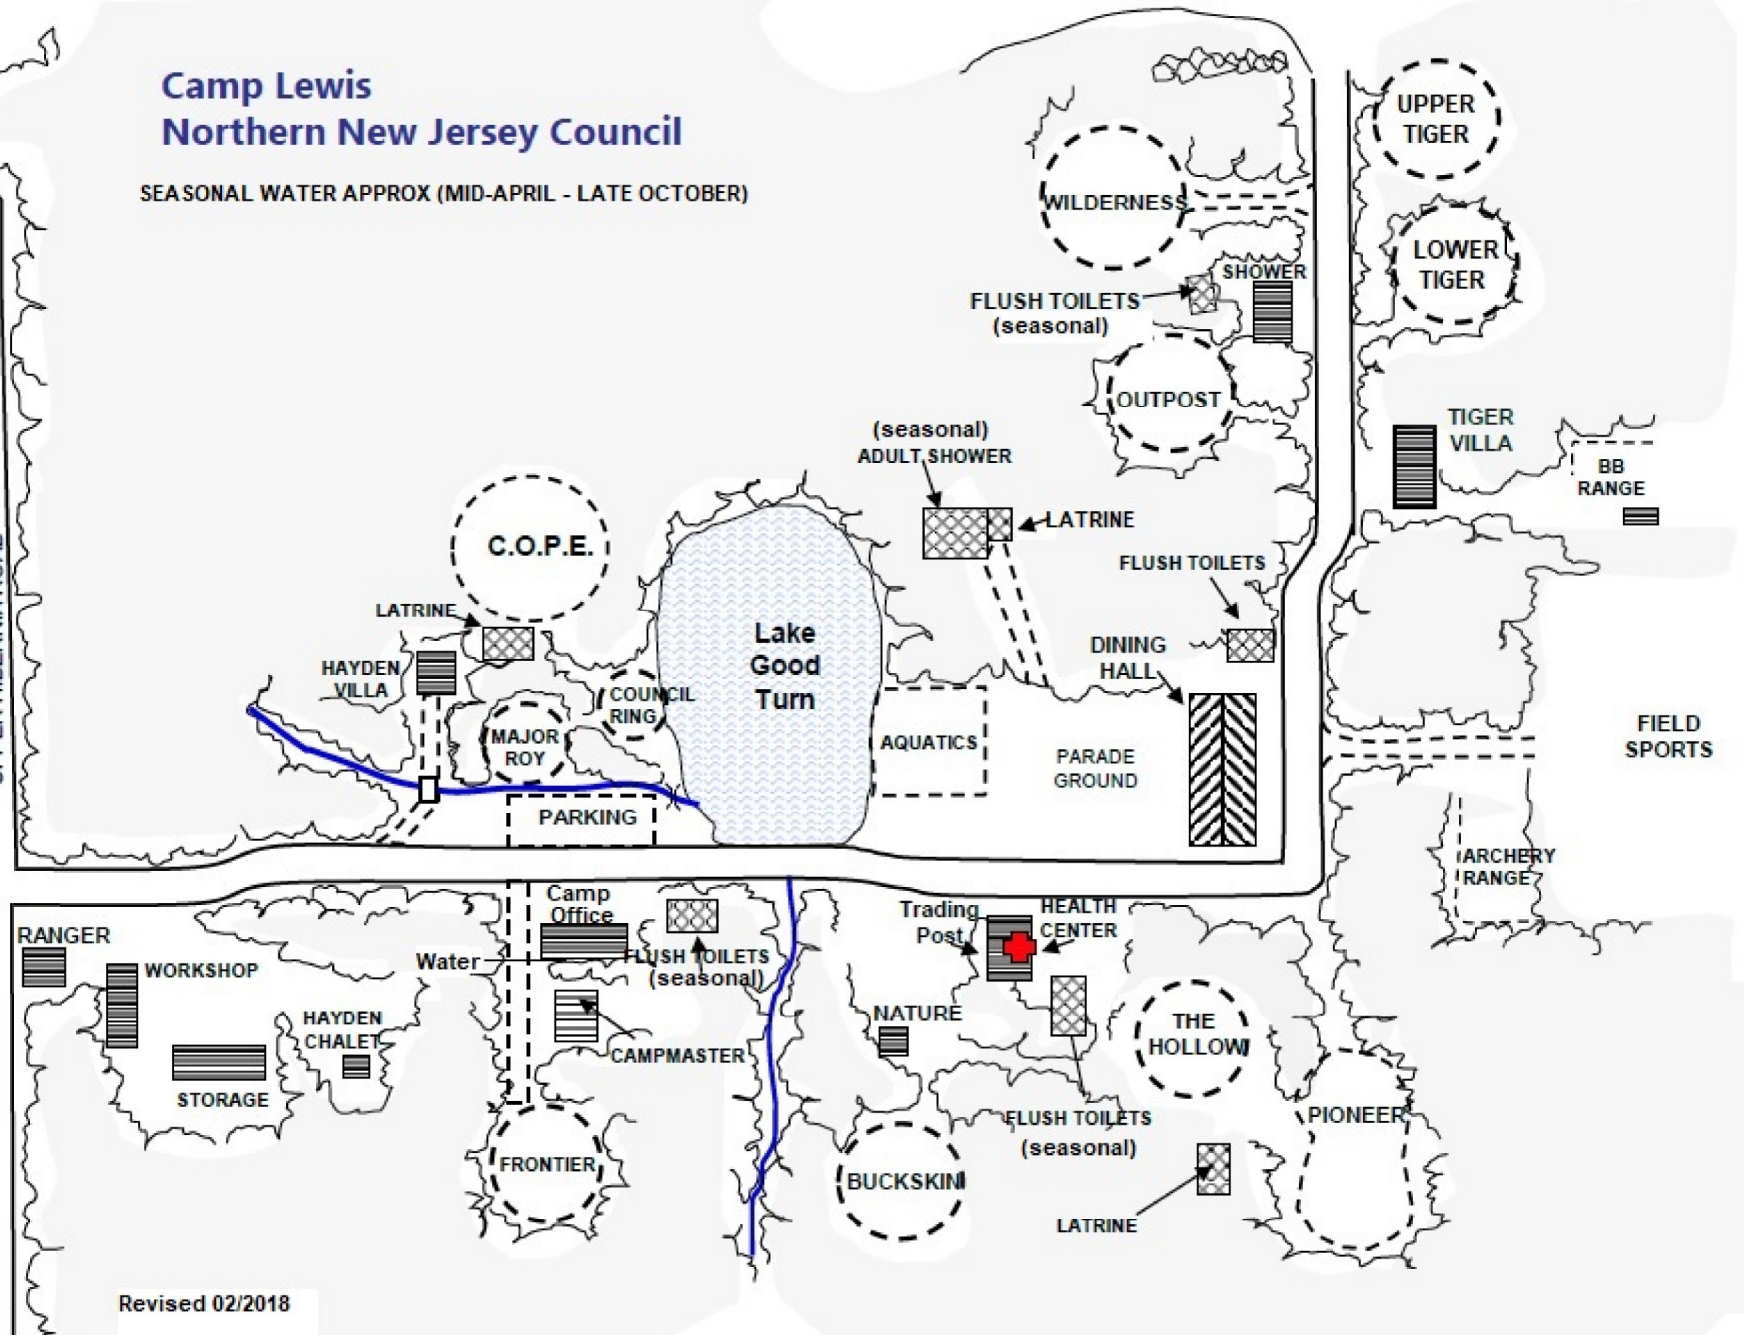 Camp Lewis
Northern New Jersey Council
SEASONAL WATER APPROX (MID-APRIL - LATE OCTOBER)
UPPER
TIGER
WILDERNESS
LOWER
TIGER
SHOWER
FLUSH TOILETS
(seasonal)
OUTPOST
TIGER
VILLA
BB
RANGE
(seasonal)
ADULT SHOWER
LATRINE
C.O.P.E.
FLUSH TOILETS
LATRINE
Lake
Good
Turn
DINING
HALL
HAYDEN
VILLA
COUNCIL
RING
MAJOR
ROY
AQUATICS
PARADE
GROUND
FIELD
SPORTS
PARKING
ARCHERY
RANGE
Camp
Office
Trading
Post
HEALTH
CENTER
RANGER
WORKSHOP
Water
FLUSH TOILETS
(seasonal)
HAYDEN
CHALET
NATURE
THE
HOLLOW
CAMPMASTER
STORAGE
FLUSH TOILETS
(seasonal)
PIONEER
FRONTIER
BUCKSKIN
LATRINE
Revised 02/2018